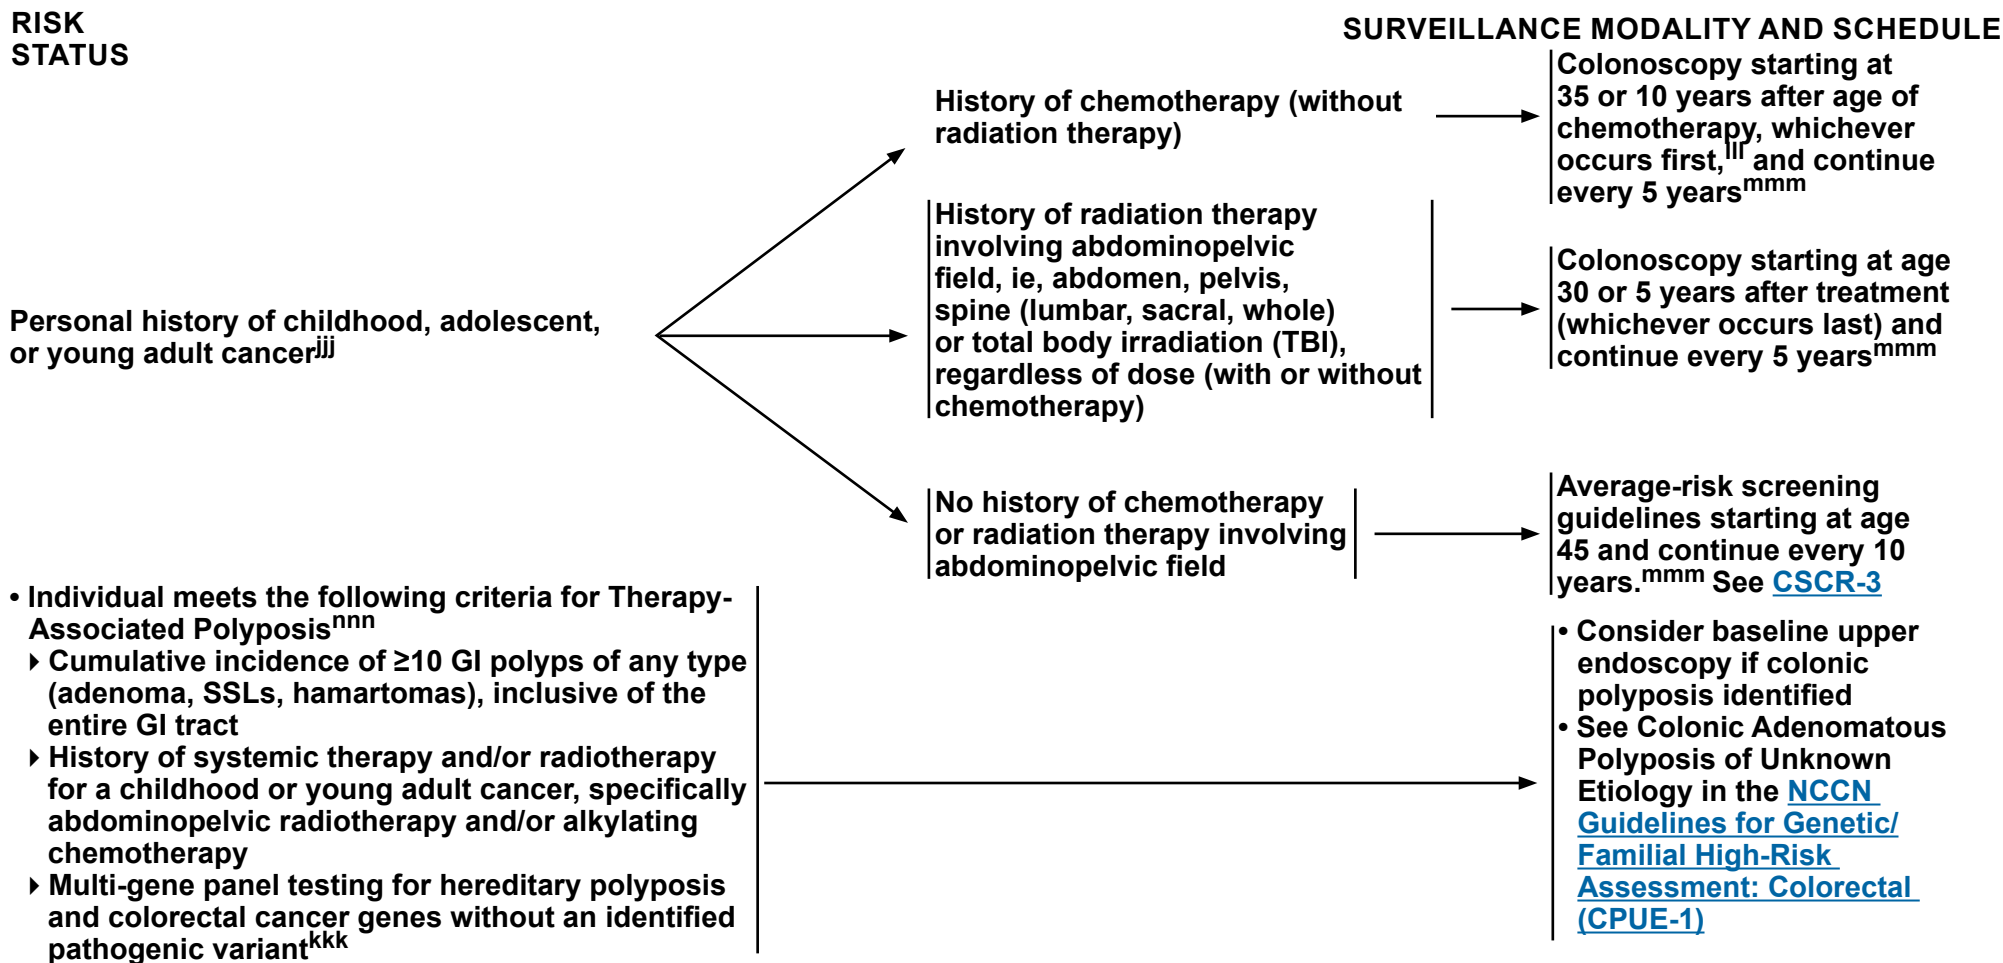 RISK
STATUS
SURVEILLANCE MODALITY AND SCHEDULE
Personal history of childhood, adolescent,
or young adult cancerjjj
History of chemotherapy (without
radiation therapy)
Colonoscopy starting at
35 or 10 years after age of
chemotherapy, whichever
occurs first,lll and continue
every 5 yearsmmm
History of radiation therapy
involving abdominopelvic
field, ie, abdomen, pelvis,
spine (lumbar, sacral, whole)
or total body irradiation (TBI),
regardless of dose (with or without
chemotherapy)
Colonoscopy starting at age
30 or 5 years after treatment
(whichever occurs last) and
continue every 5 yearsmmm
No history of chemotherapy
or radiation therapy involving
abdominopelvic field
Average-risk screening
guidelines starting at age
45 and continue every 10
years.mmm See CSCR-3
• Individual meets the following criteria for Therapy-
Associated Polyposisnnn
▸ Cumulative incidence of ≥10 GI polyps of any type
(adenoma, SSLs, hamartomas), inclusive of the
entire GI tract
▸ History of systemic therapy and/or radiotherapy
for a childhood or young adult cancer, specifically
abdominopelvic radiotherapy and/or alkylating
chemotherapy
▸ Multi-gene panel testing for hereditary polyposis
and colorectal cancer genes without an identified
pathogenic variantkkk
• Consider baseline upper
endoscopy if colonic
polyposis identified
• See Colonic Adenomatous
Polyposis of Unknown
Etiology in the NCCN
Guidelines for Genetic/
Familial High-Risk
Assessment: Colorectal
(CPUE-1)